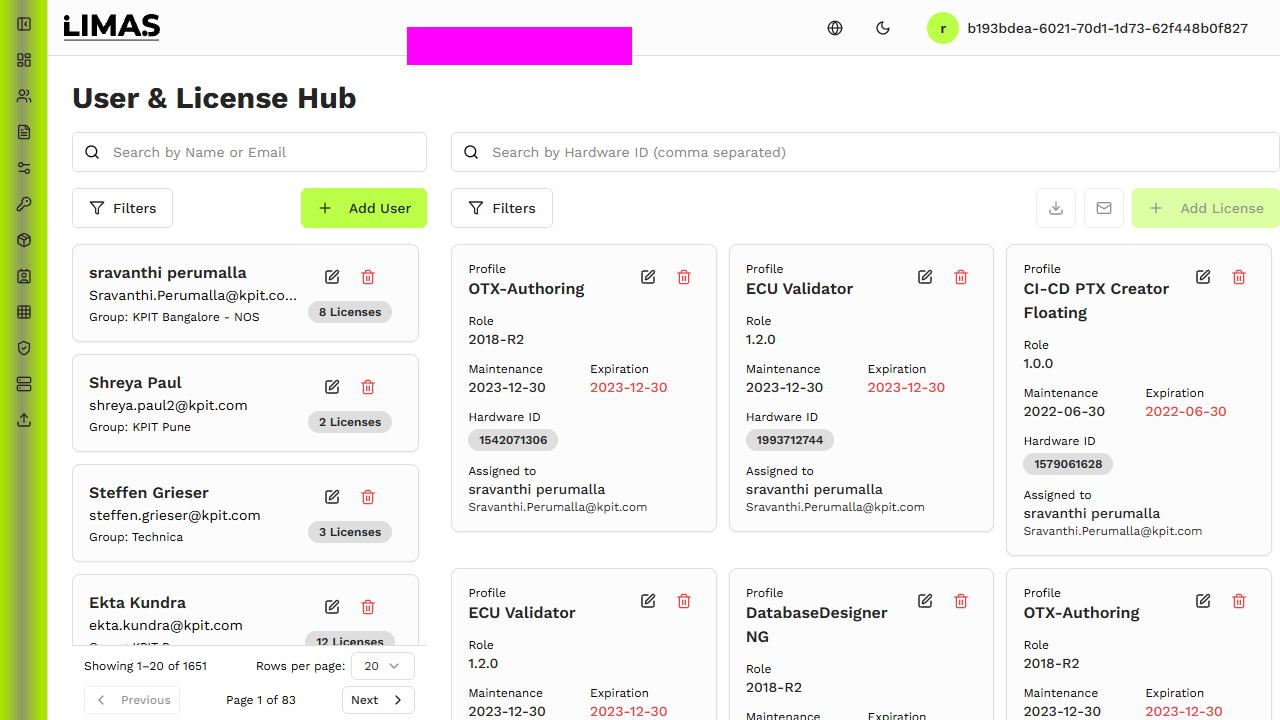 LIMAS
r
b193bdea-6021-70d1-1d73-62f448b0f827
User & License Hub
Search by Name or Email
Search by Hardware ID (comma separated)
Filters
Add User
Filters
Add License
sravanthi perumalla
Sravanthi.Perumalla@kpit.co...
Group: KPIT Bangalore - NOS
8 Licenses
Shreya Paul
shreya.paul2@kpit.com
Group: KPIT Pune
2 Licenses
Steffen Grieser
steffen.grieser@kpit.com
Group: Technica
3 Licenses
Ekta Kundra
ekta.kundra@kpit.com
12 Licenses
Showing 1–20 of 1651
Rows per page:
20
Previous
Page 1 of 83
Next
Profile
OTX-Authoring
Role
2018-R2
Maintenance
Expiration
2023-12-30
2023-12-30
Hardware ID
1542071306
Assigned to
sravanthi perumalla
Sravanthi.Perumalla@kpit.com
Profile
ECU Validator
Role
1.2.0
Maintenance
Expiration
2023-12-30
2023-12-30
Hardware ID
1993712744
Assigned to
sravanthi perumalla
Sravanthi.Perumalla@kpit.com
Profile
CI-CD PTX Creator
Floating
Role
1.0.0
Maintenance
Expiration
2022-06-30
2022-06-30
Hardware ID
1579061628
Assigned to
sravanthi perumalla
Sravanthi.Perumalla@kpit.com
Profile
ECU Validator
Role
1.2.0
Maintenance
Expiration
2023-12-30
2023-12-30
Profile
DatabaseDesigner
NG
Role
2018-R2
Maintenance
Expiration
Profile
OTX-Authoring
Role
2018-R2
Maintenance
Expiration
2023-12-30
2023-12-30